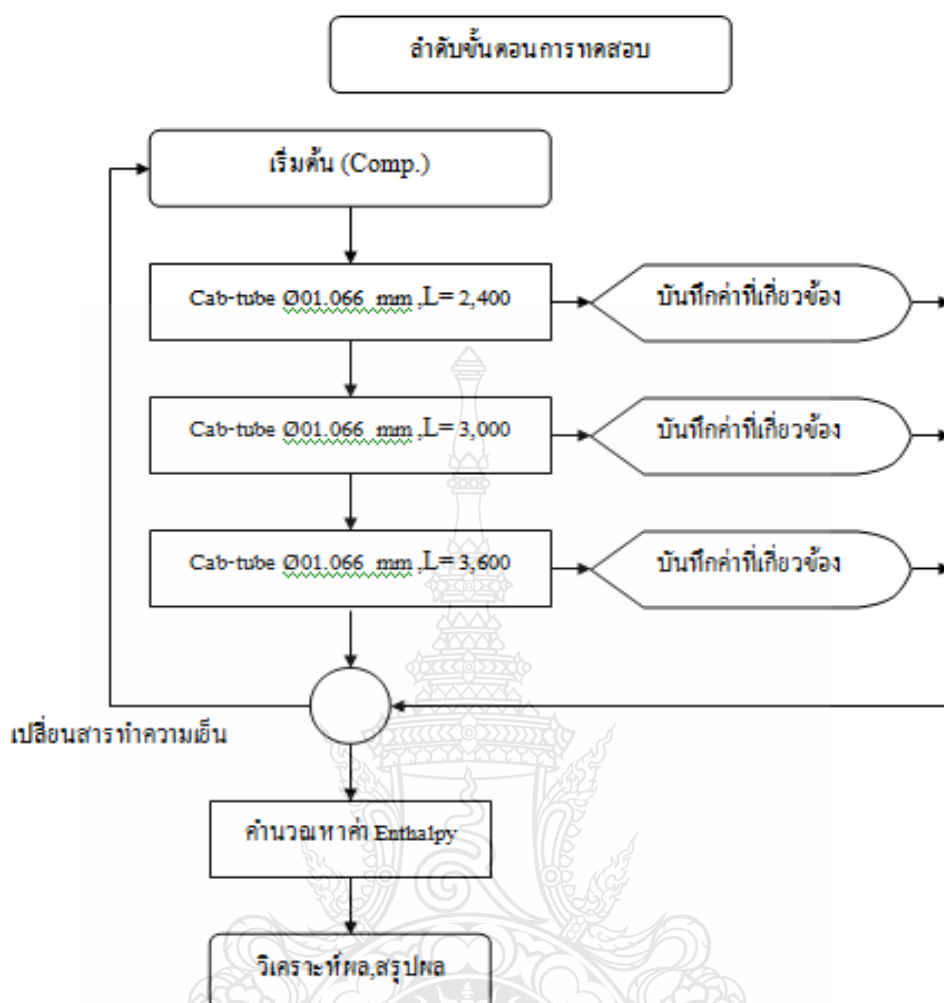 ลำดับขั้นตอนการทดสอบ
เริ่มต้น (Comp.)
Cab-tube Ø01.066 mm ,L= 2,400
บันทึกค่าที่เกี่ยวข้อง
Cab-tube Ø01.066 mm ,L= 3,000
บันทึกค่าที่เกี่ยวข้อง
Cab-tube Ø01.066 mm ,L= 3,600
บันทึกค่าที่เกี่ยวข้อง
เปลี่ยนสารทำความเย็น
คำนวณหาค่า Enthalpy
วิเคราะห์ผล,สรุปผล